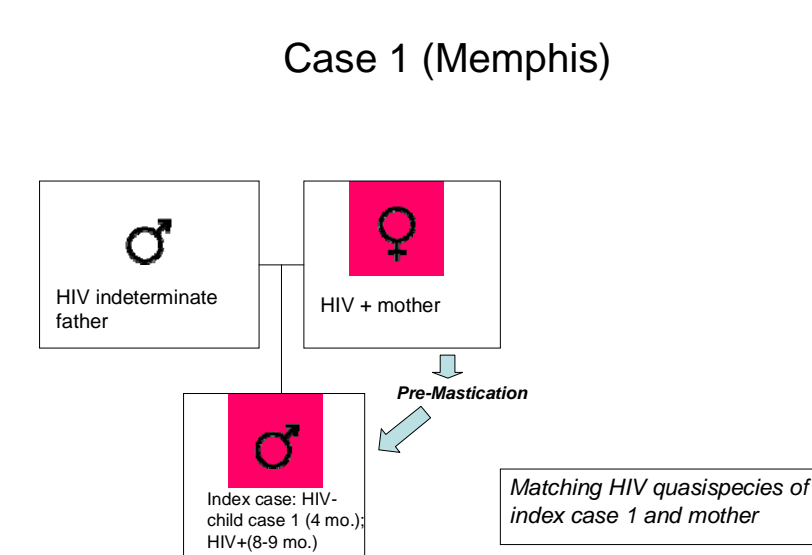 Case 1 (Memphis)
HIV indeterminate
father
HIV + mother
Pre-Mastication
Index case: HIV-
child case 1 (4 mo.);
HIV+(8-9 mo.)
Matching HIV quasispecies of
index case 1 and mother